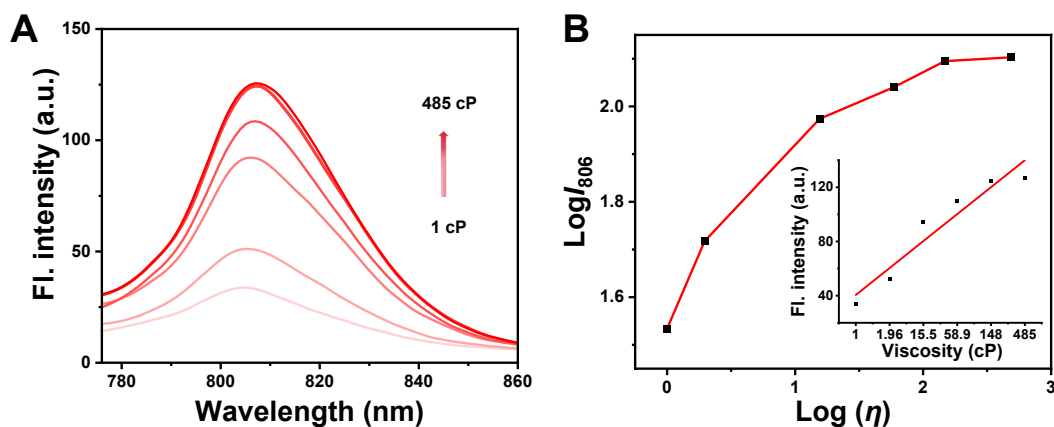 A
Fl. intensity (a.u.)
150
100
50
0
485 cP
1 cP
780
800
820
840
860
Wavelength (nm)
B
LogI806
2.0
1.8
1.6
0
1
2
3
Log (η)
Fl. intensity (a.u.)
120
80
40
1
1.96
15.5
58.9
148
485
Viscosity (cP)